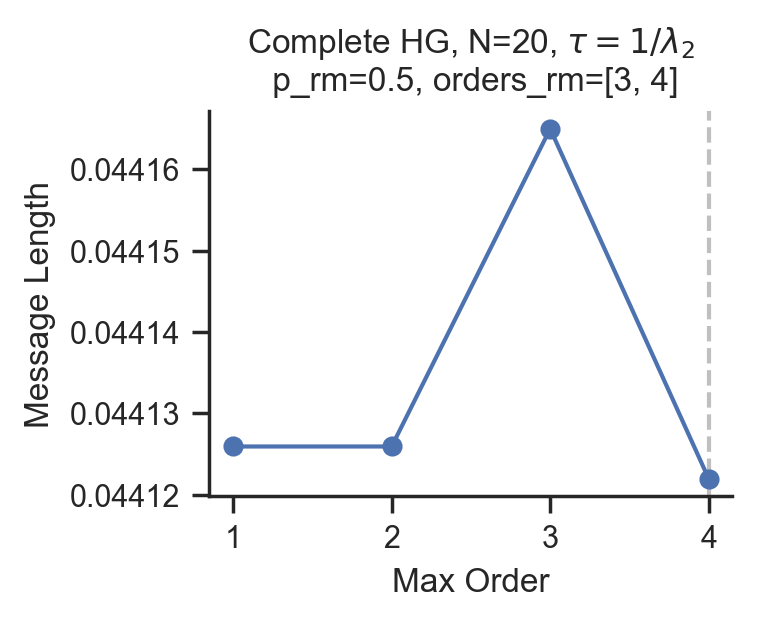 Complete HG, N=20, τ = 1/λ₂
p_rm=0.5, orders_rm=[3, 4]
Message Length
0.04416
0.04415
0.04414
0.04413
0.04412
1 2 3 4
Max Order